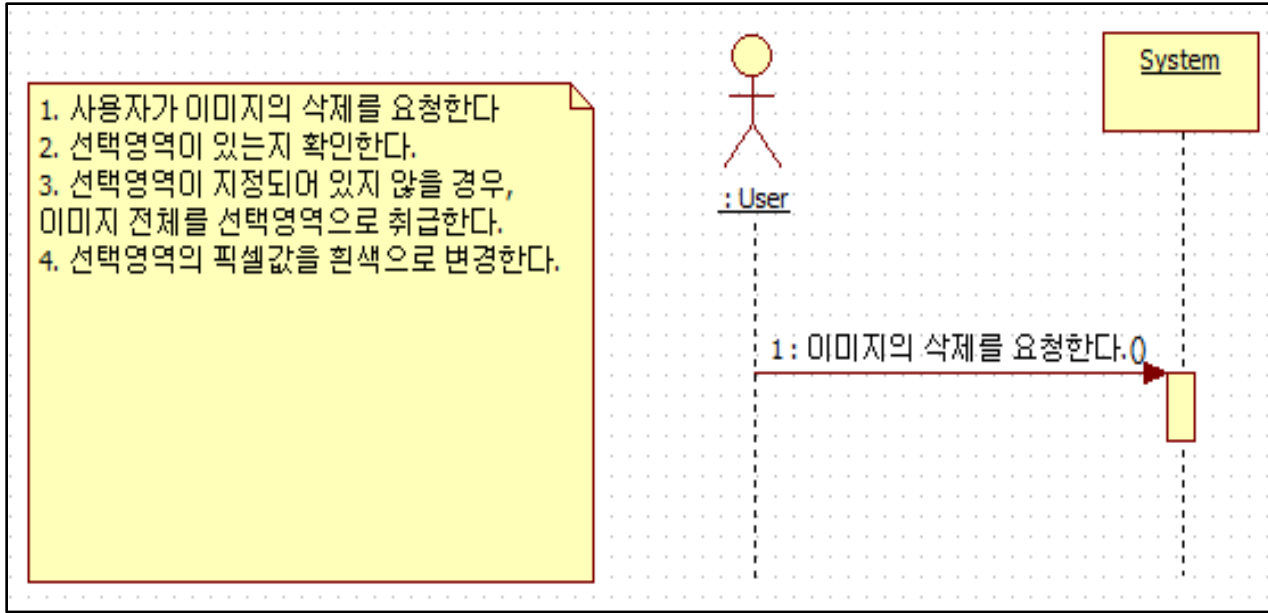 1. 사용자가 이미지의 삭제를 요청한다
2. 선택영역이 있는지 확인한다.
3. 선택영역이 지정되어 있지 않을 경우,
이미지 전체를 선택영역으로 취급한다.
4. 선택영역의 픽셀값을 흰색으로 변경한다.
: User
System
1 : 이미지의 삭제를 요청한다.()